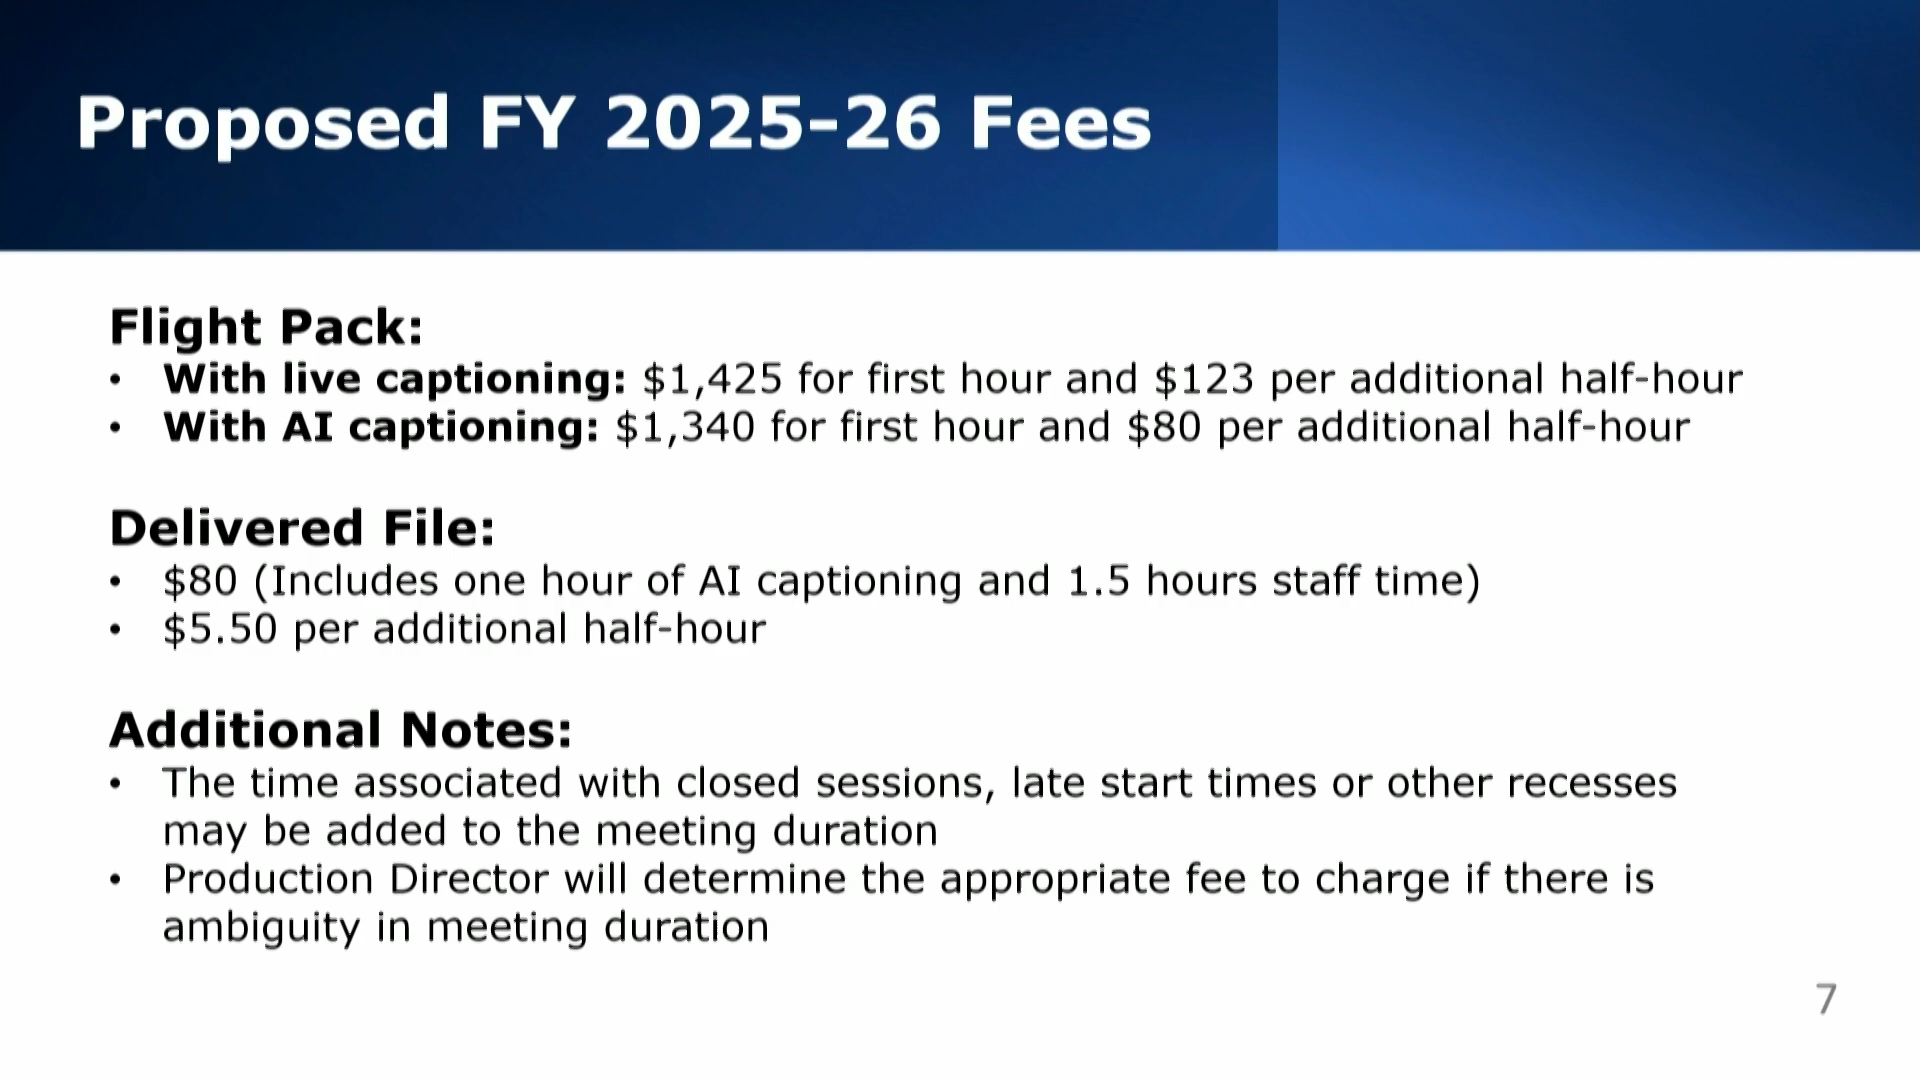 Proposed FY 2025-26 Fees
Flight Pack:
• With live captioning: $1,425 for first hour and $123 per additional half-hour
• With AI captioning: $1,340 for first hour and $80 per additional half-hour
Delivered File:
• $80 (Includes one hour of AI captioning and 1.5 hours staff time)
• $5.50 per additional half-hour
Additional Notes:
• The time associated with closed sessions, late start times or other recesses
may be added to the meeting duration
• Production Director will determine the appropriate fee to charge if there is
ambiguity in meeting duration
7